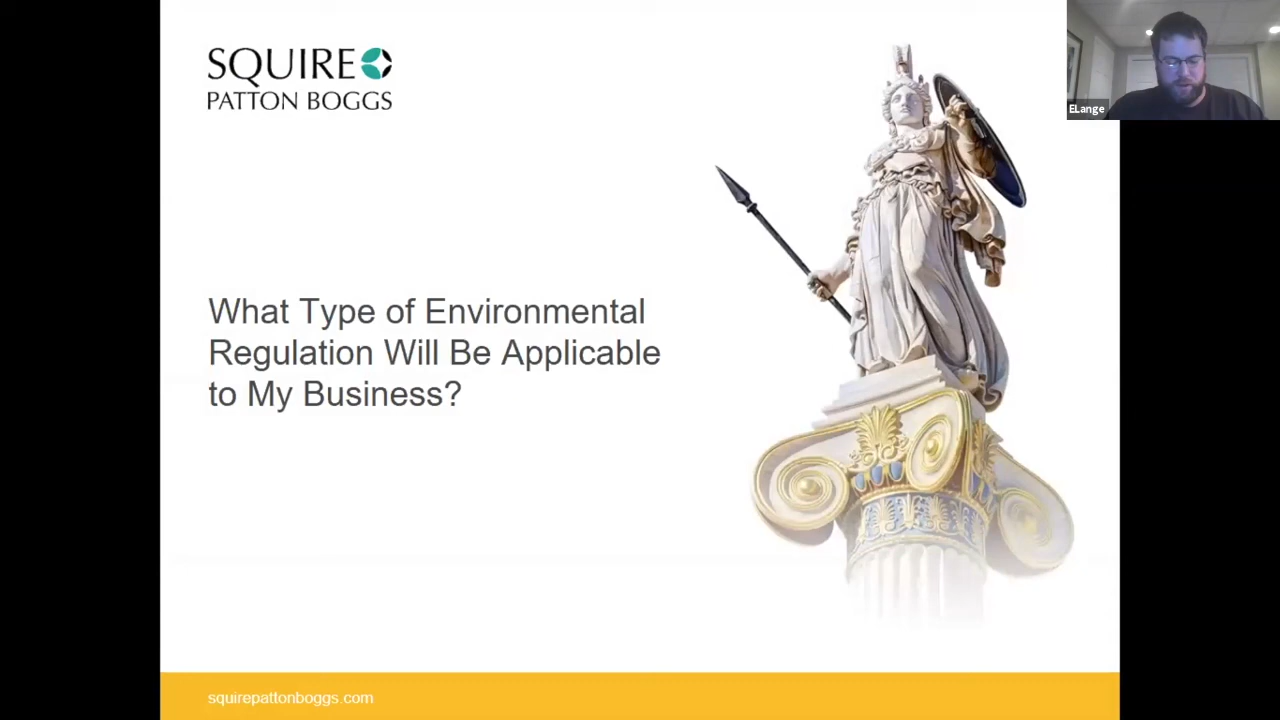 SQUIRE
PATTON BOGGS
ELange
What Type of Environmental
Regulation Will Be Applicable
to My Business?
squirepattonboggs.com